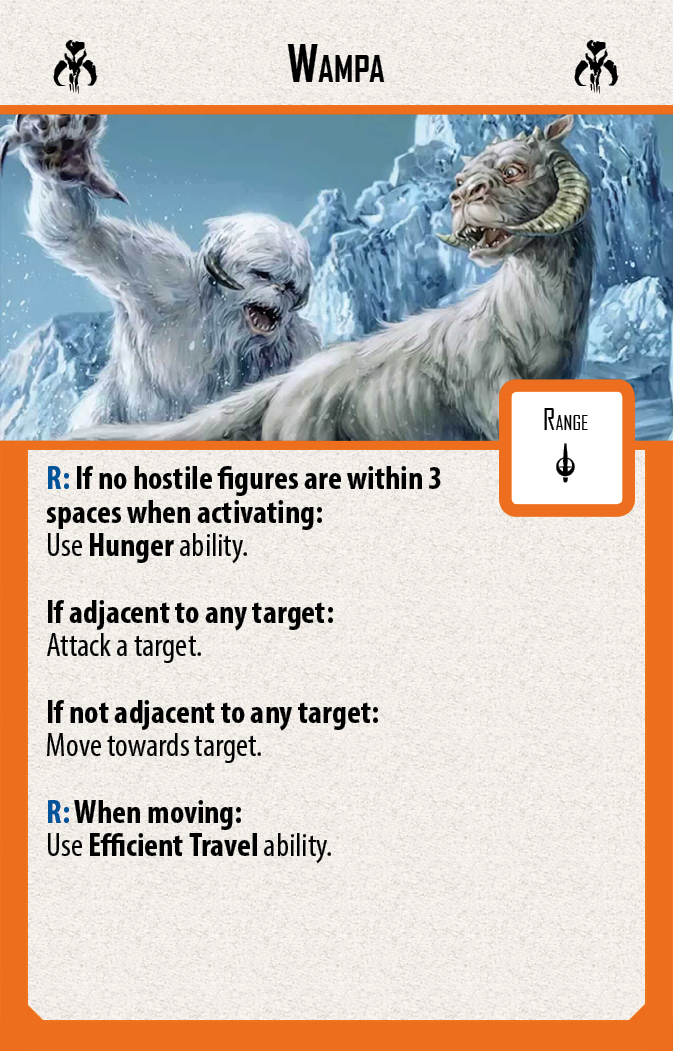 Wampa
Range
R: If no hostile figures are within 3
spaces when activating:
Use Hunger ability.
If adjacent to any target:
Attack a target.
If not adjacent to any target:
Move towards target.
R: When moving:
Use Efficient Travel ability.